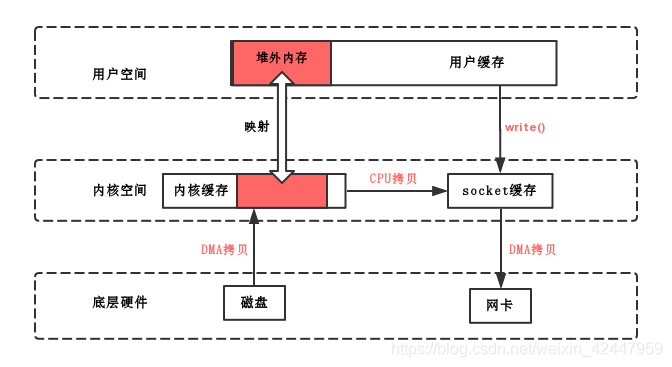 堆外内存
用户缓存
用户空间
映射
write()
内核空间
内核缓存
CPU拷贝
socket缓存
DMA拷贝
DMA拷贝
底层硬件
磁盘
网卡
https://blog.csdn.net/weixin_42447959